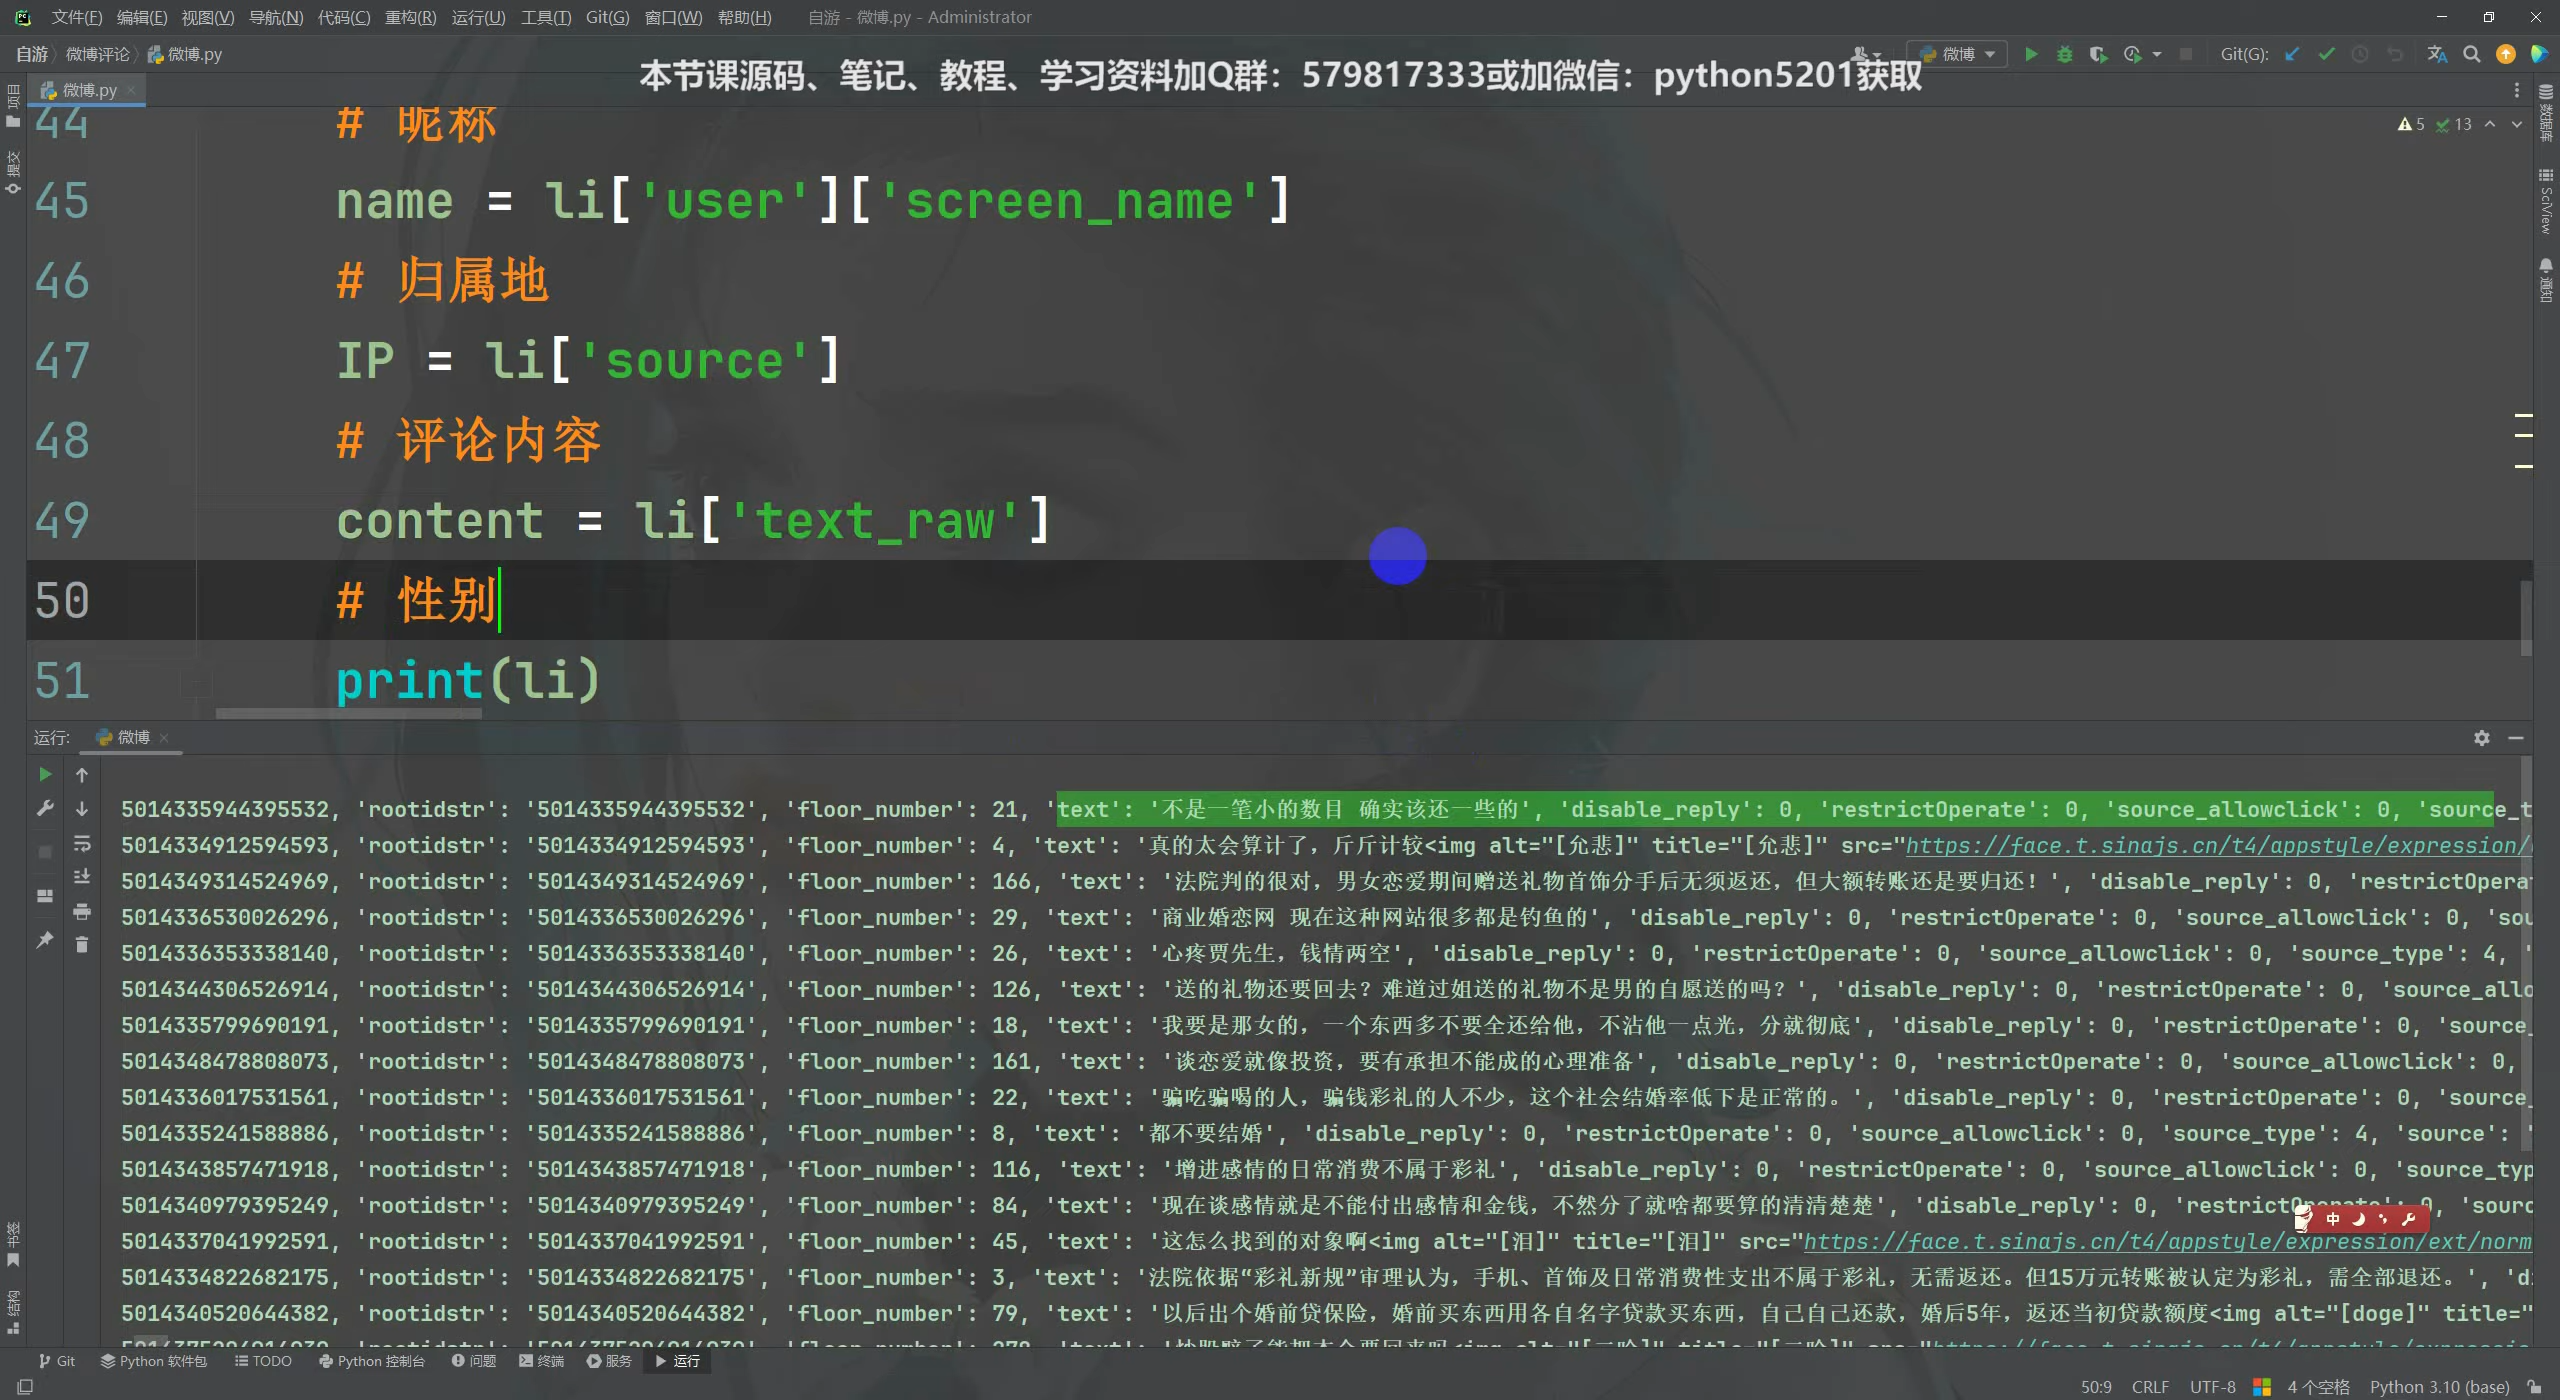 文件(F) 编辑(E) 视图(V) 导航(N) 代码(C) 重构(R) 运行(U) 工具(T) Git(G) 窗口(W) 帮助(H) 自游 - 微博.py - Administrator
自游 微博评论 微博.py
微博 Git(G):
本节课源码、笔记、教程、学习资料加Q群：579817333或加微信：python5201获取
微博.py
5 13
44 # 昵称
45 name = li['user']['screen_name']
46 # 归属地
47 IP = li['source']
48 # 评论内容
49 content = li['text_raw']
50 # 性别
51 print(li)
项目
提交
数据库
SciView
通知
运行: 微博
5014335944395532, 'rootidstr': '5014335944395532', 'floor_number': 21, 'text': '不是一笔小的数目 确实该还一些的', 'disable_reply': 0, 'restrictOperate': 0, 'source_allowclick': 0, 'source_t
5014334912594593, 'rootidstr': '5014334912594593', 'floor_number': 4, 'text': '真的太会算计了，斤斤计较<img alt="[允悲]" title="[允悲]" src="https://face.t.sinajs.cn/t4/appstyle/expression/
5014349314524969, 'rootidstr': '5014349314524969', 'floor_number': 166, 'text': '法院判的很对，男女恋爱期间赠送礼物首饰分手后无须返还，但大额转账还是要归还！', 'disable_reply': 0, 'restrictOpera
5014336530026296, 'rootidstr': '5014336530026296', 'floor_number': 29, 'text': '商业婚恋网 现在这种网站很多都是钓鱼的', 'disable_reply': 0, 'restrictOperate': 0, 'source_allowclick': 0, 'sou
5014336353338140, 'rootidstr': '5014336353338140', 'floor_number': 26, 'text': '心疼贾先生，钱情两空', 'disable_reply': 0, 'restrictOperate': 0, 'source_allowclick': 0, 'source_type': 4, '
5014344306526914, 'rootidstr': '5014344306526914', 'floor_number': 126, 'text': '送的礼物还要回去？难道过姐送的礼物不是男的自愿送的吗？', 'disable_reply': 0, 'restrictOperate': 0, 'source_allo
5014335799690191, 'rootidstr': '5014335799690191', 'floor_number': 18, 'text': '我要是那女的，一个东西多不要全还给他，不沾他一点光，分就彻底', 'disable_reply': 0, 'restrictOperate': 0, 'source_
5014348478808073, 'rootidstr': '5014348478808073', 'floor_number': 161, 'text': '谈恋爱就像投资，要有承担不能成的心理准备', 'disable_reply': 0, 'restrictOperate': 0, 'source_allowclick': 0,
5014336017531561, 'rootidstr': '5014336017531561', 'floor_number': 22, 'text': '骗吃骗喝的人，骗钱彩礼的人不少，这个社会结婚率低下是正常的。', 'disable_reply': 0, 'restrictOperate': 0, 'source_
5014335241588886, 'rootidstr': '5014335241588886', 'floor_number': 8, 'text': '都不要结婚', 'disable_reply': 0, 'restrictOperate': 0, 'source_allowclick': 0, 'source_type': 4, 'source': '
5014343857471918, 'rootidstr': '5014343857471918', 'floor_number': 116, 'text': '增进感情的日常消费不属于彩礼', 'disable_reply': 0, 'restrictOperate': 0, 'source_allowclick': 0, 'source_typ
5014340979395249, 'rootidstr': '5014340979395249', 'floor_number': 84, 'text': '现在谈感情就是不能付出感情和金钱，不然分了就啥都要算的清清楚楚', 'disable_reply': 0, 'restrictOperate': 0, 'sourc
5014337041992591, 'rootidstr': '5014337041992591', 'floor_number': 45, 'text': '这怎么找到的对象啊<img alt="[泪]" title="[泪]" src="https://face.t.sinajs.cn/t4/appstyle/expression/ext/norm
5014334822682175, 'rootidstr': '5014334822682175', 'floor_number': 3, 'text': '法院依据“彩礼新规”审理认为，手机、首饰及日常消费性支出不属于彩礼，无需返还。但15万元转账被认定为彩礼，需全部退还。', 'di
5014340520644382, 'rootidstr': '5014340520644382', 'floor_number': 79, 'text': '以后出个婚前贷保险，婚前买东西用各自名字贷款买东西，自己自己还款，婚后5年，返还当初贷款额度<img alt="[doge]" title="
中
书签
结构
Git Python 软件包 TODO Python 控制台 问题 终端 服务 运行
50:9 CRLF UTF-8 4 个空格 Python 3.10 (base)